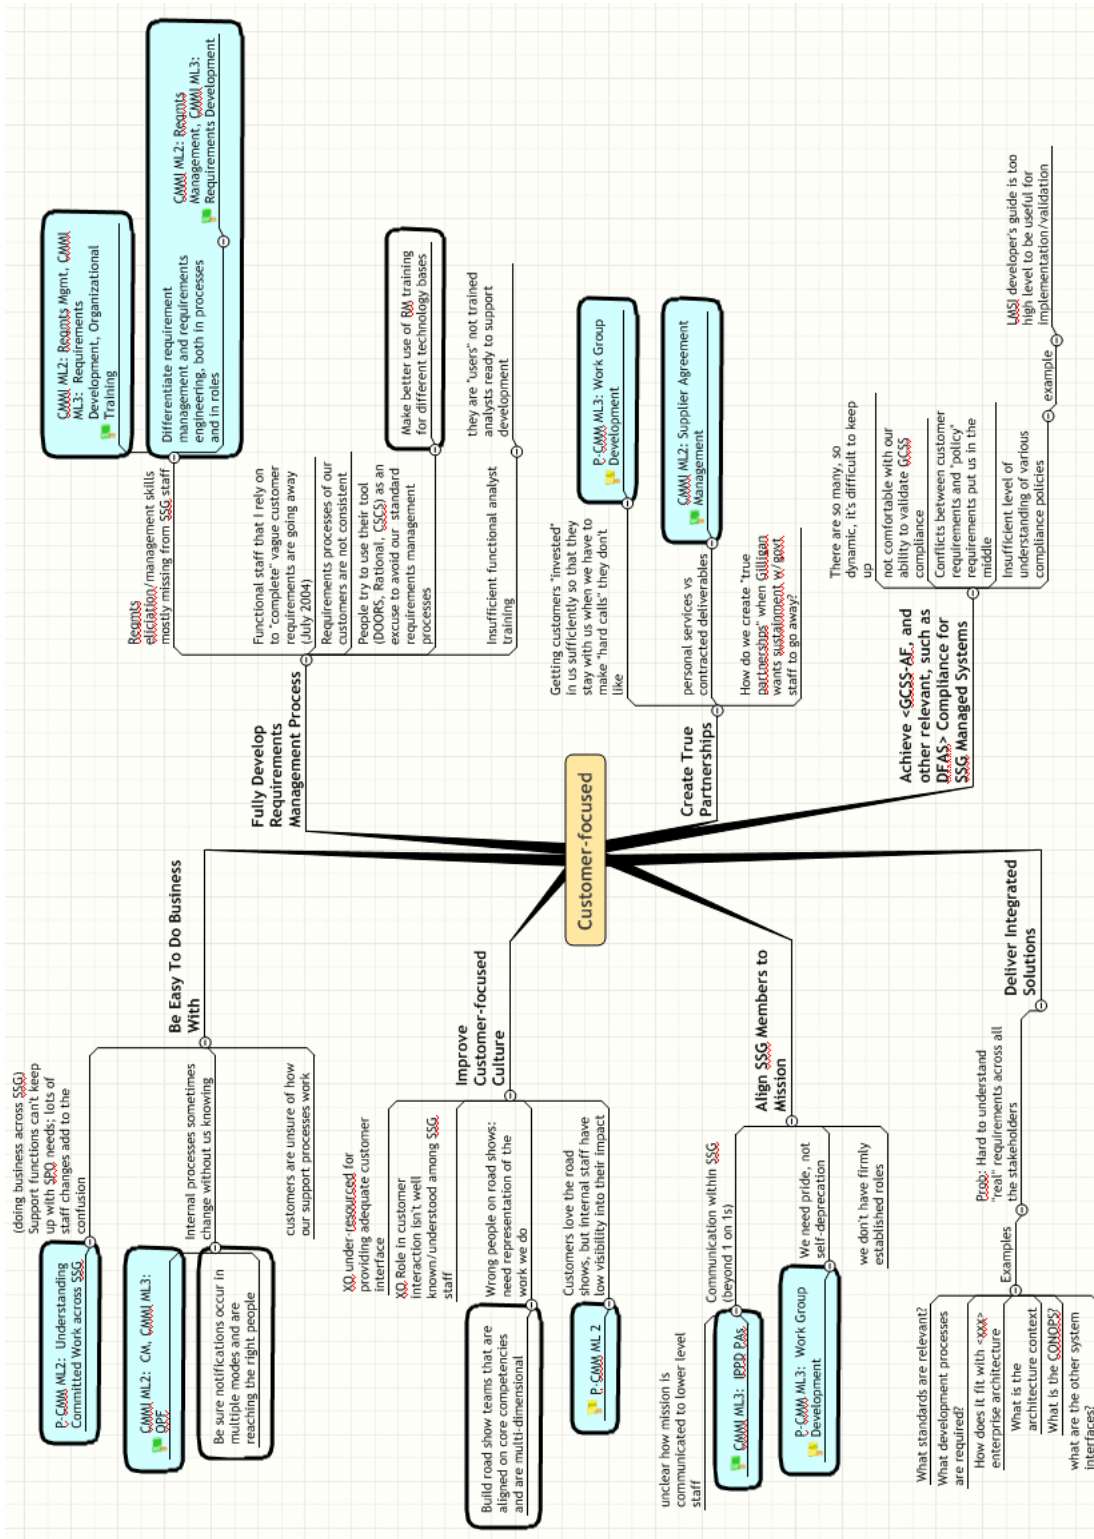 Customer-focused
Be Easy To Do Business
With
(doing business across SSG)
Support functions can't keep
up with SPO needs; lots of
staff changes add to the
confusion
P-CMM ML2: Understanding
Committed Work across SSG
Internal processes sometimes
change without us knowing
CMMI ML2: CM, CMMI ML3:
OPF
Be sure notifications occur in
multiple modes and are
reaching the right people
customers are unsure of how
our support processes work
Improve
Customer-focused
Culture
XO under-resourced for
providing adequate customer
interface
XO Role in customer
interaction isn't well
known/understood among SSG
staff
Wrong people on road shows:
need representation of the
work we do
Build road show teams that are
aligned on core competencies
and are multi-dimensional
Customers love the road
shows, but internal staff have
low visibility into their impact
P-CMM ML 2
Align SSG Members to
Mission
Communication within SSG
(beyond 1 on 1s)
unclear how mission is
communicated to lower level
staff
CMMI ML3: IPPD PAs
We need pride, not
self-deprecation
P-CMM ML3: Work Group
Development
we don't have firmly
established roles
Deliver Integrated
Solutions
Prob: Hard to understand
"real" requirements across all
the stakeholders
Examples
What standards are relevant?
What development processes
are required?
How does it fit with <xxx>
enterprise architecture
What is the
architecture context
What is the CONOPS?
what are the other system
interfaces?
Fully Develop
Requirements
Management Process
Reqmts
eliciation/management skills
mostly missing from SSG staff
CMMI ML2: Reqmts Mgmt, CMMI
ML3: Requirements
Development, Organizational
Training
Differentiate requirement
management and requirements
engineering, both in processes
and in roles
CMMI ML2: Reqmts
Management, CMMI ML3:
Requirements Development
Functional staff that I rely on
to "complete" vague customer
requirements are going away
(July 2004)
Requirements processes of our
customers are not consistent
People try to use their tool
(DOORS, Rational, CSCS) as an
excuse to avoid our standard
requirements management
processes
Make better use of RM training
for different technology bases
Insufficient functional analyst
training
they are "users" not trained
analysts ready to support
development
Create True
Partnerships
Getting customers "invested"
in us sufficiently so that they
stay with us when we have to
make "hard calls" they don't
like
P-CMM ML3: Work Group
Development
personal services vs
contracted deliverables
CMMI ML2: Supplier Agreement
Management
How do we create "true
partnerships" when Gilligan
wants sustainment w/govt
staff to go away?
Achieve <GCSS-AF, and
other relevant, such as
DFAS> Compliance for
SSG Managed Systems
There are so many, so
dynamic, it's difficult to keep
up
not comfortable with our
ability to validate GCSS
compliance
Conflicts between customer
requirements and "policy"
requirements put us in the
middle
Insufficient level of
understanding of various
compliance policies
example
LMSI developer's guide is too
high level to be useful for
implementation/validation